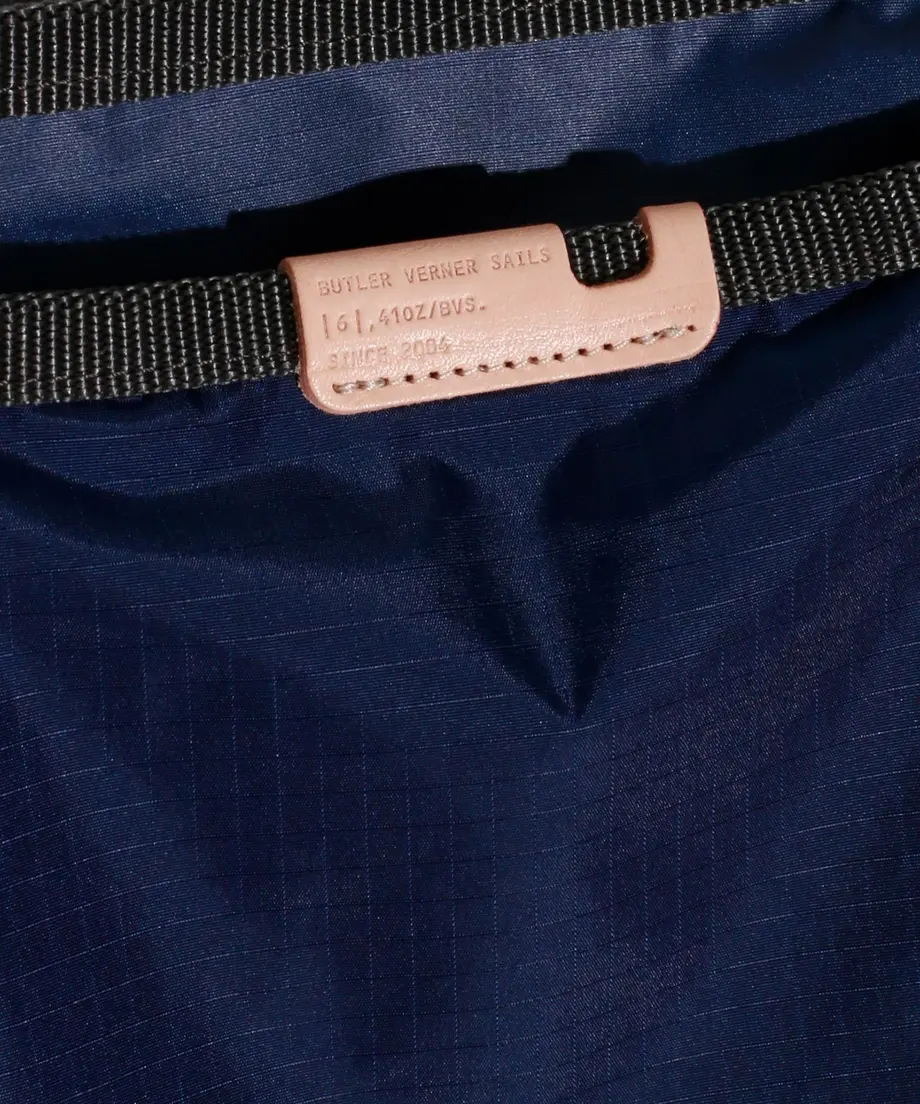 BUTLER VERNER SAILS
|6|,41OZ/BVS.
SINCE 2004